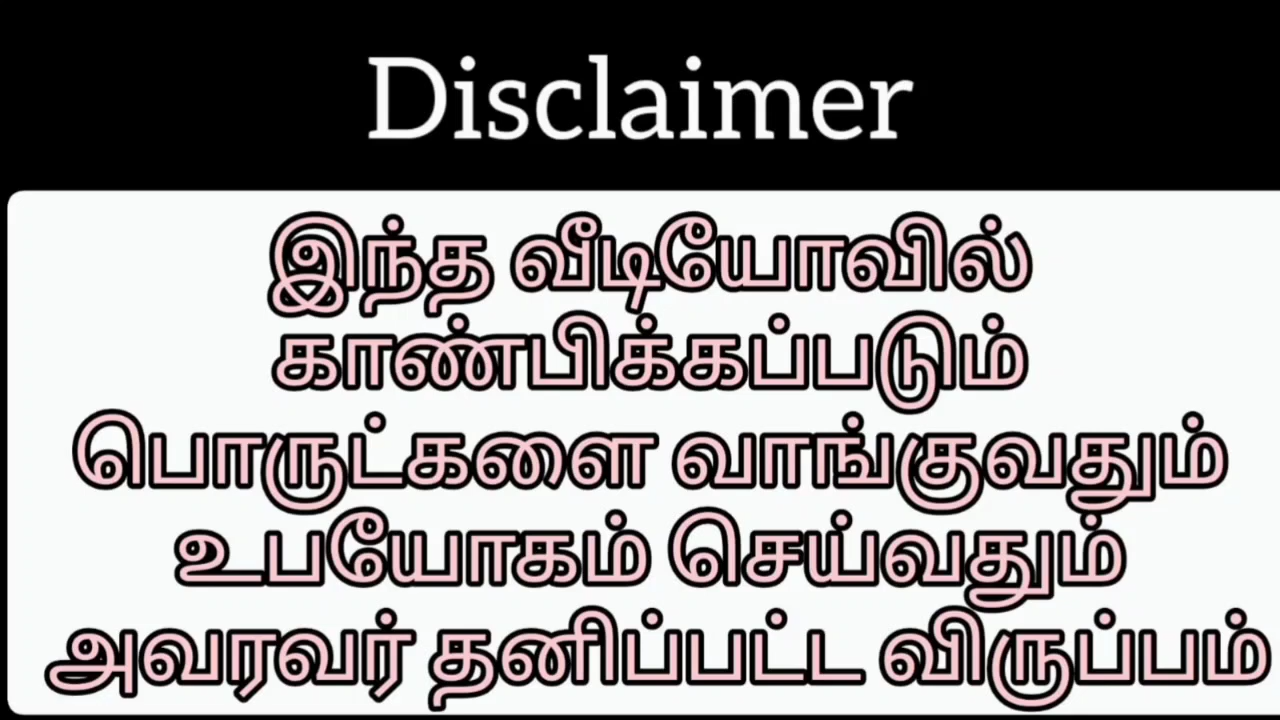 Disclaimer
இந்த வீடியோவில்
காண்பிக்கப்படும்
பொருட்களை வாங்குவதும்
உபயோகம் செய்வதும்
அவரவர் தனிப்பட்ட விருப்பம்